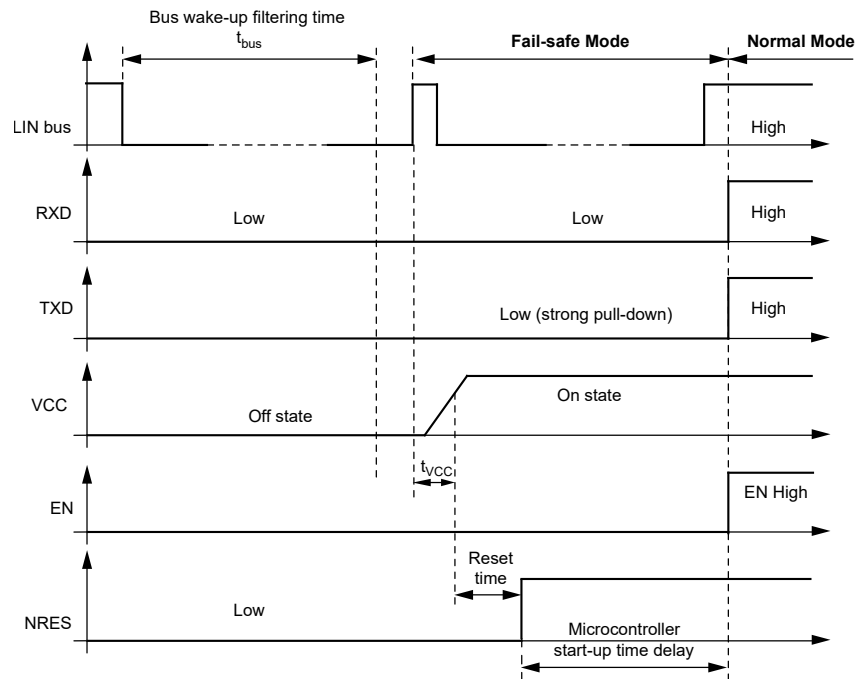 Bus wake-up filtering time
t_bus
Fail-safe Mode
Normal Mode
LIN bus
High
RXD
Low
Low
High
TXD
Low (strong pull-down)
High
VCC
Off state
On state
t_VCC
EN
EN High
Reset
time
NRES
Low
Microcontroller
start-up time delay